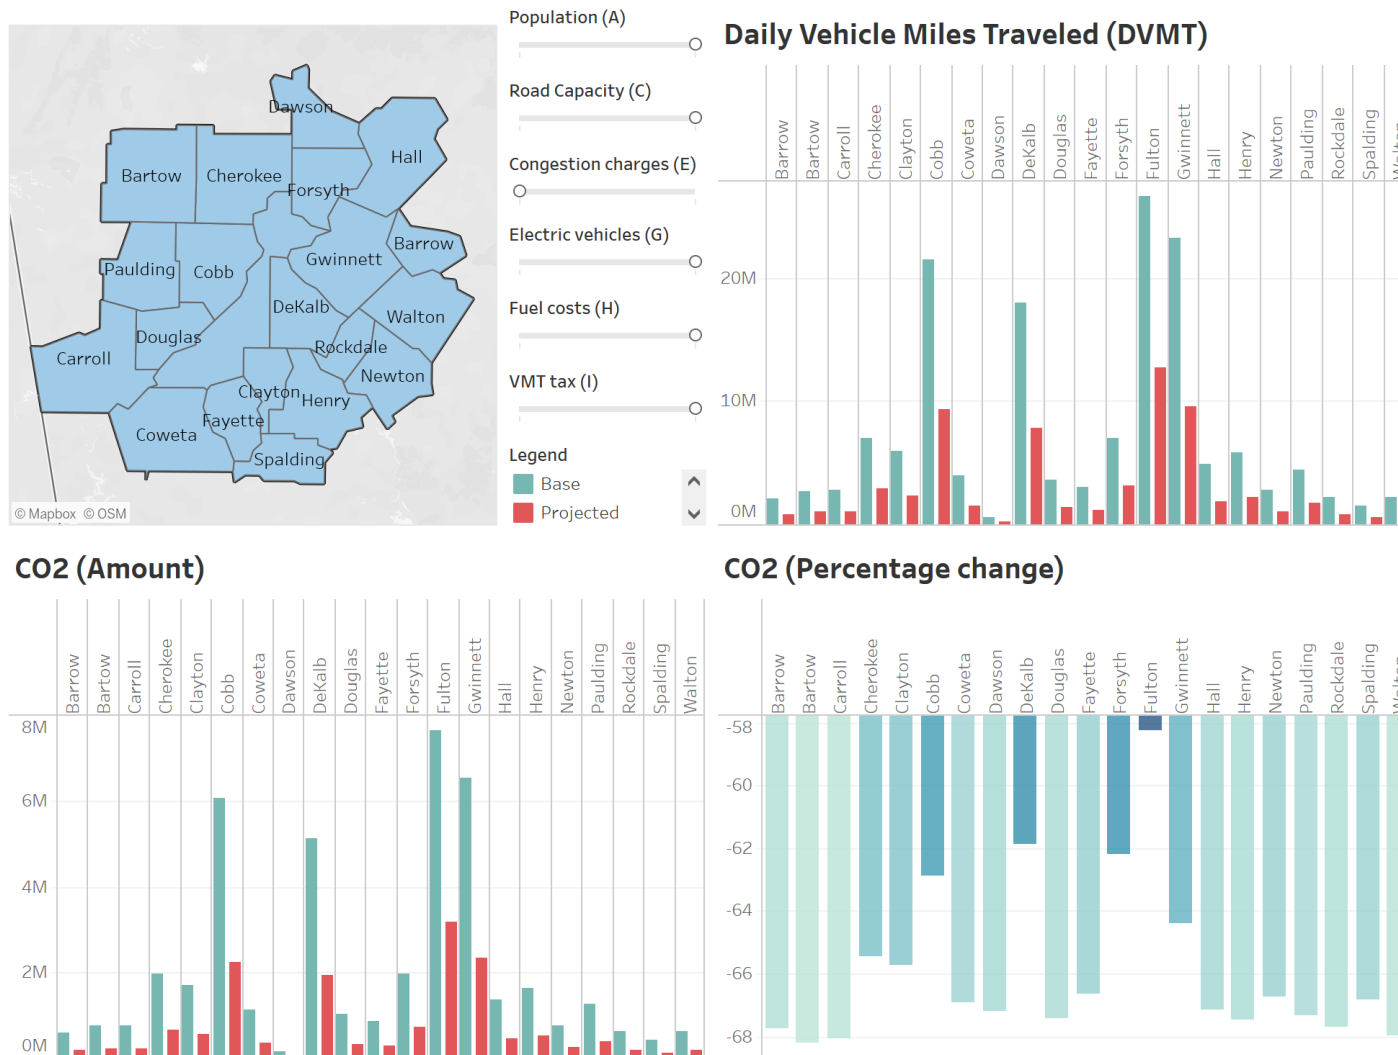 Dawson
Hall
Bartow
Cherokee
Forsyth
Barrow
Gwinnett
Paulding
Cobb
DeKalb
Walton
Douglas
Rockdale
Carroll
Newton
Clayton
Henry
Fayette
Coweta
Spalding
© Mapbox © OSM
Population (A)
Road Capacity (C)
Congestion charges (E)
Electric vehicles (G)
Fuel costs (H)
VMT tax (I)
Legend
Base
Projected
Daily Vehicle Miles Traveled (DVMT)
Barrow
Bartow
Carroll
Cherokee
Clayton
Cobb
Coweta
Dawson
DeKalb
Douglas
Fayette
Forsyth
Fulton
Gwinnett
Hall
Henry
Newton
Paulding
Rockdale
Spalding
20M
10M
0M
CO2 (Amount)
Barrow
Bartow
Carroll
Cherokee
Clayton
Cobb
Coweta
Dawson
DeKalb
Douglas
Fayette
Forsyth
Fulton
Gwinnett
Hall
Henry
Newton
Paulding
Rockdale
Spalding
Walton
8M
6M
4M
2M
0M
CO2 (Percentage change)
Barrow
Bartow
Carroll
Cherokee
Clayton
Cobb
Coweta
Dawson
DeKalb
Douglas
Fayette
Forsyth
Fulton
Gwinnett
Hall
Henry
Newton
Paulding
Rockdale
Spalding
-58
-60
-62
-64
-66
-68